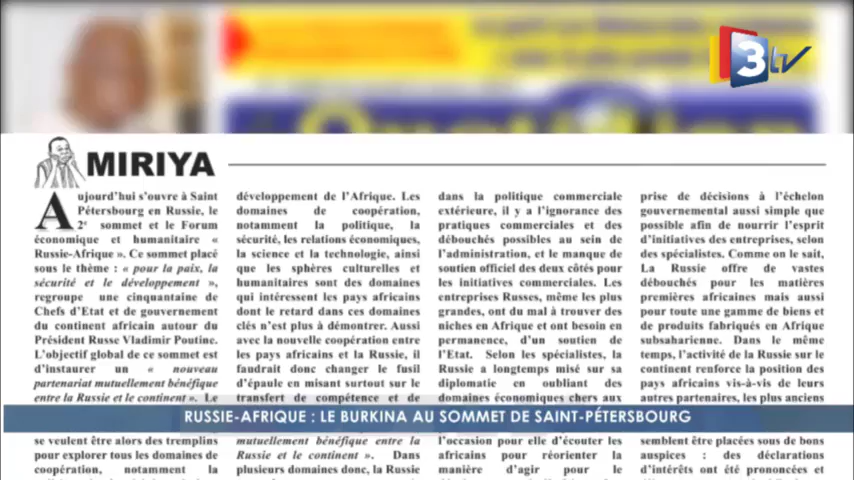 3tv
MIRIYA
Aujourd'hui s'ouvre à Saint
Pétersbourg en Russie, le
2e sommet et le Forum
économique et humanitaire «
Russie-Afrique ». Ce sommet placé
sous le thème : « pour la paix, la
sécurité et le développement »,
regroupe une cinquantaine de
Chefs d'Etat et de gouvernement
du continent africain autour du
Président Russe Vladimir Poutine.
L'objectif global de ce sommet est
d'instaurer un « nouveau
partenariat mutuellement bénéfique
entre la Russie et le continent ». Le
se veulent être alors des tremplins
pour explorer tous les domaines de
coopération, notamment la
développement de l'Afrique. Les
domaines de coopération,
notamment la politique, la
sécurité, les relations économiques,
la science et la technologie, ainsi
que les sphères culturelles et
humanitaires sont des domaines
qui intéressent les pays africains
dont le retard dans ces domaines
clés n'est plus à démontrer. Aussi
avec la nouvelle coopération entre
les pays africains et la Russie, il
faudrait donc changer le fusil
d'épaule en misant surtout sur le
transfert de compétence et de
mutuellement bénéfique entre la
Russie et le continent ». Dans
plusieurs domaines donc, la Russie
dans la politique commerciale
extérieure, il y a l'ignorance des
pratiques commerciales et des
débouchés possibles au sein de
l'administration, et le manque de
soutien officiel des deux côtés pour
les initiatives commerciales. Les
entreprises Russes, même les plus
grandes, ont du mal à trouver des
niches en Afrique et ont besoin en
permanence, d'un soutien de
l'Etat. Selon les spécialistes, la
Russie a longtemps misé sur sa
diplomatie en oubliant des
domaines économiques chers aux
l'occasion pour elle d'écouter les
africains pour réorienter la
manière d'agir pour le
prise de décisions à l'échelon
gouvernemental aussi simple que
possible afin de nourrir l'esprit
d'initiatives des entreprises, selon
des spécialistes. Comme on le sait,
La Russie offre de vastes
débouchés pour les matières
premières africaines mais aussi
pour toute une gamme de biens et
de produits fabriqués en Afrique
subsaharienne. Dans le même
temps, l'activité de la Russie sur le
continent renforce la position des
pays africains vis-à-vis de leurs
autres partenaires, les plus anciens
semblent être placées sous de bons
auspices : des déclarations
d'intérêts ont été prononcées et
RUSSIE-AFRIQUE : LE BURKINA AU SOMMET DE SAINT-PÉTERSBOURG